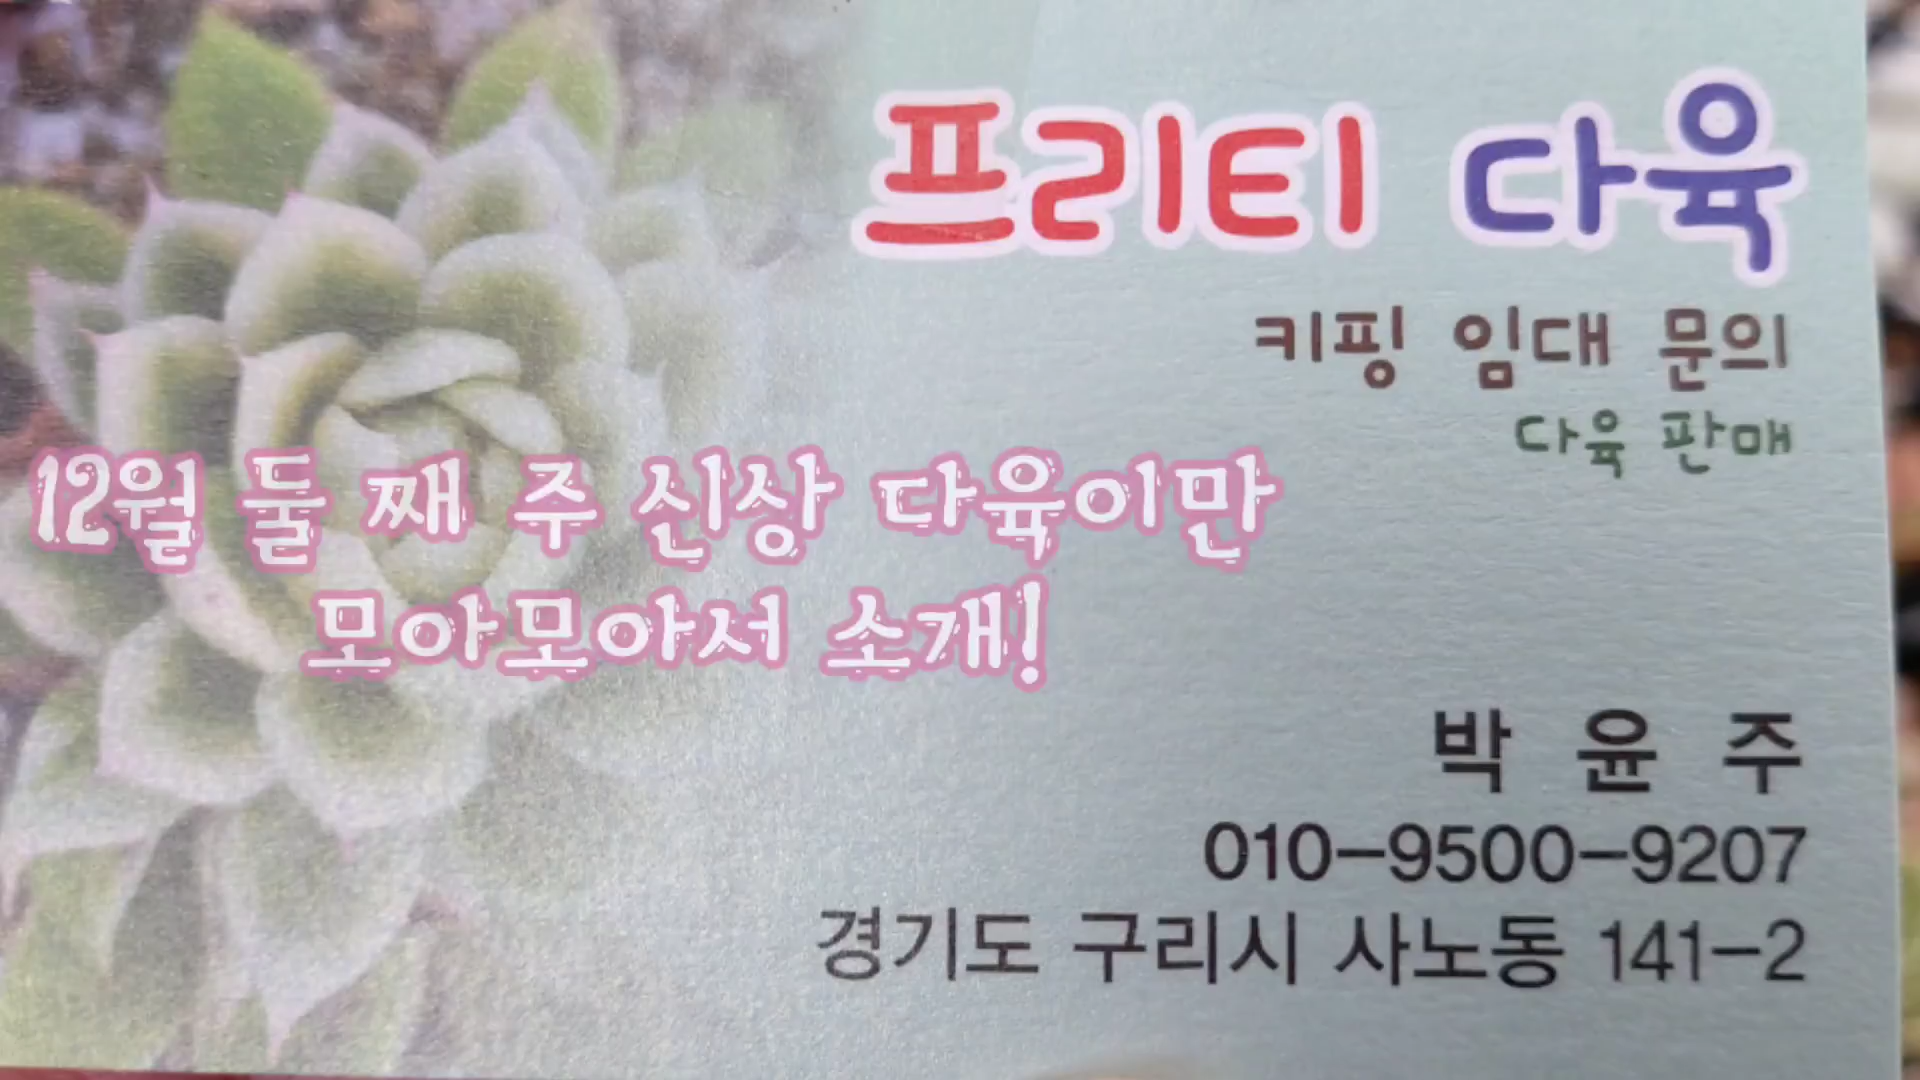 프리티 다육
키핑 임대 문의
다육 판매
12월 둘 째 주 신상 다육이만
모아모아서 소개!
박 윤 주
010-9500-9207
경기도 구리시 사노동 141-2